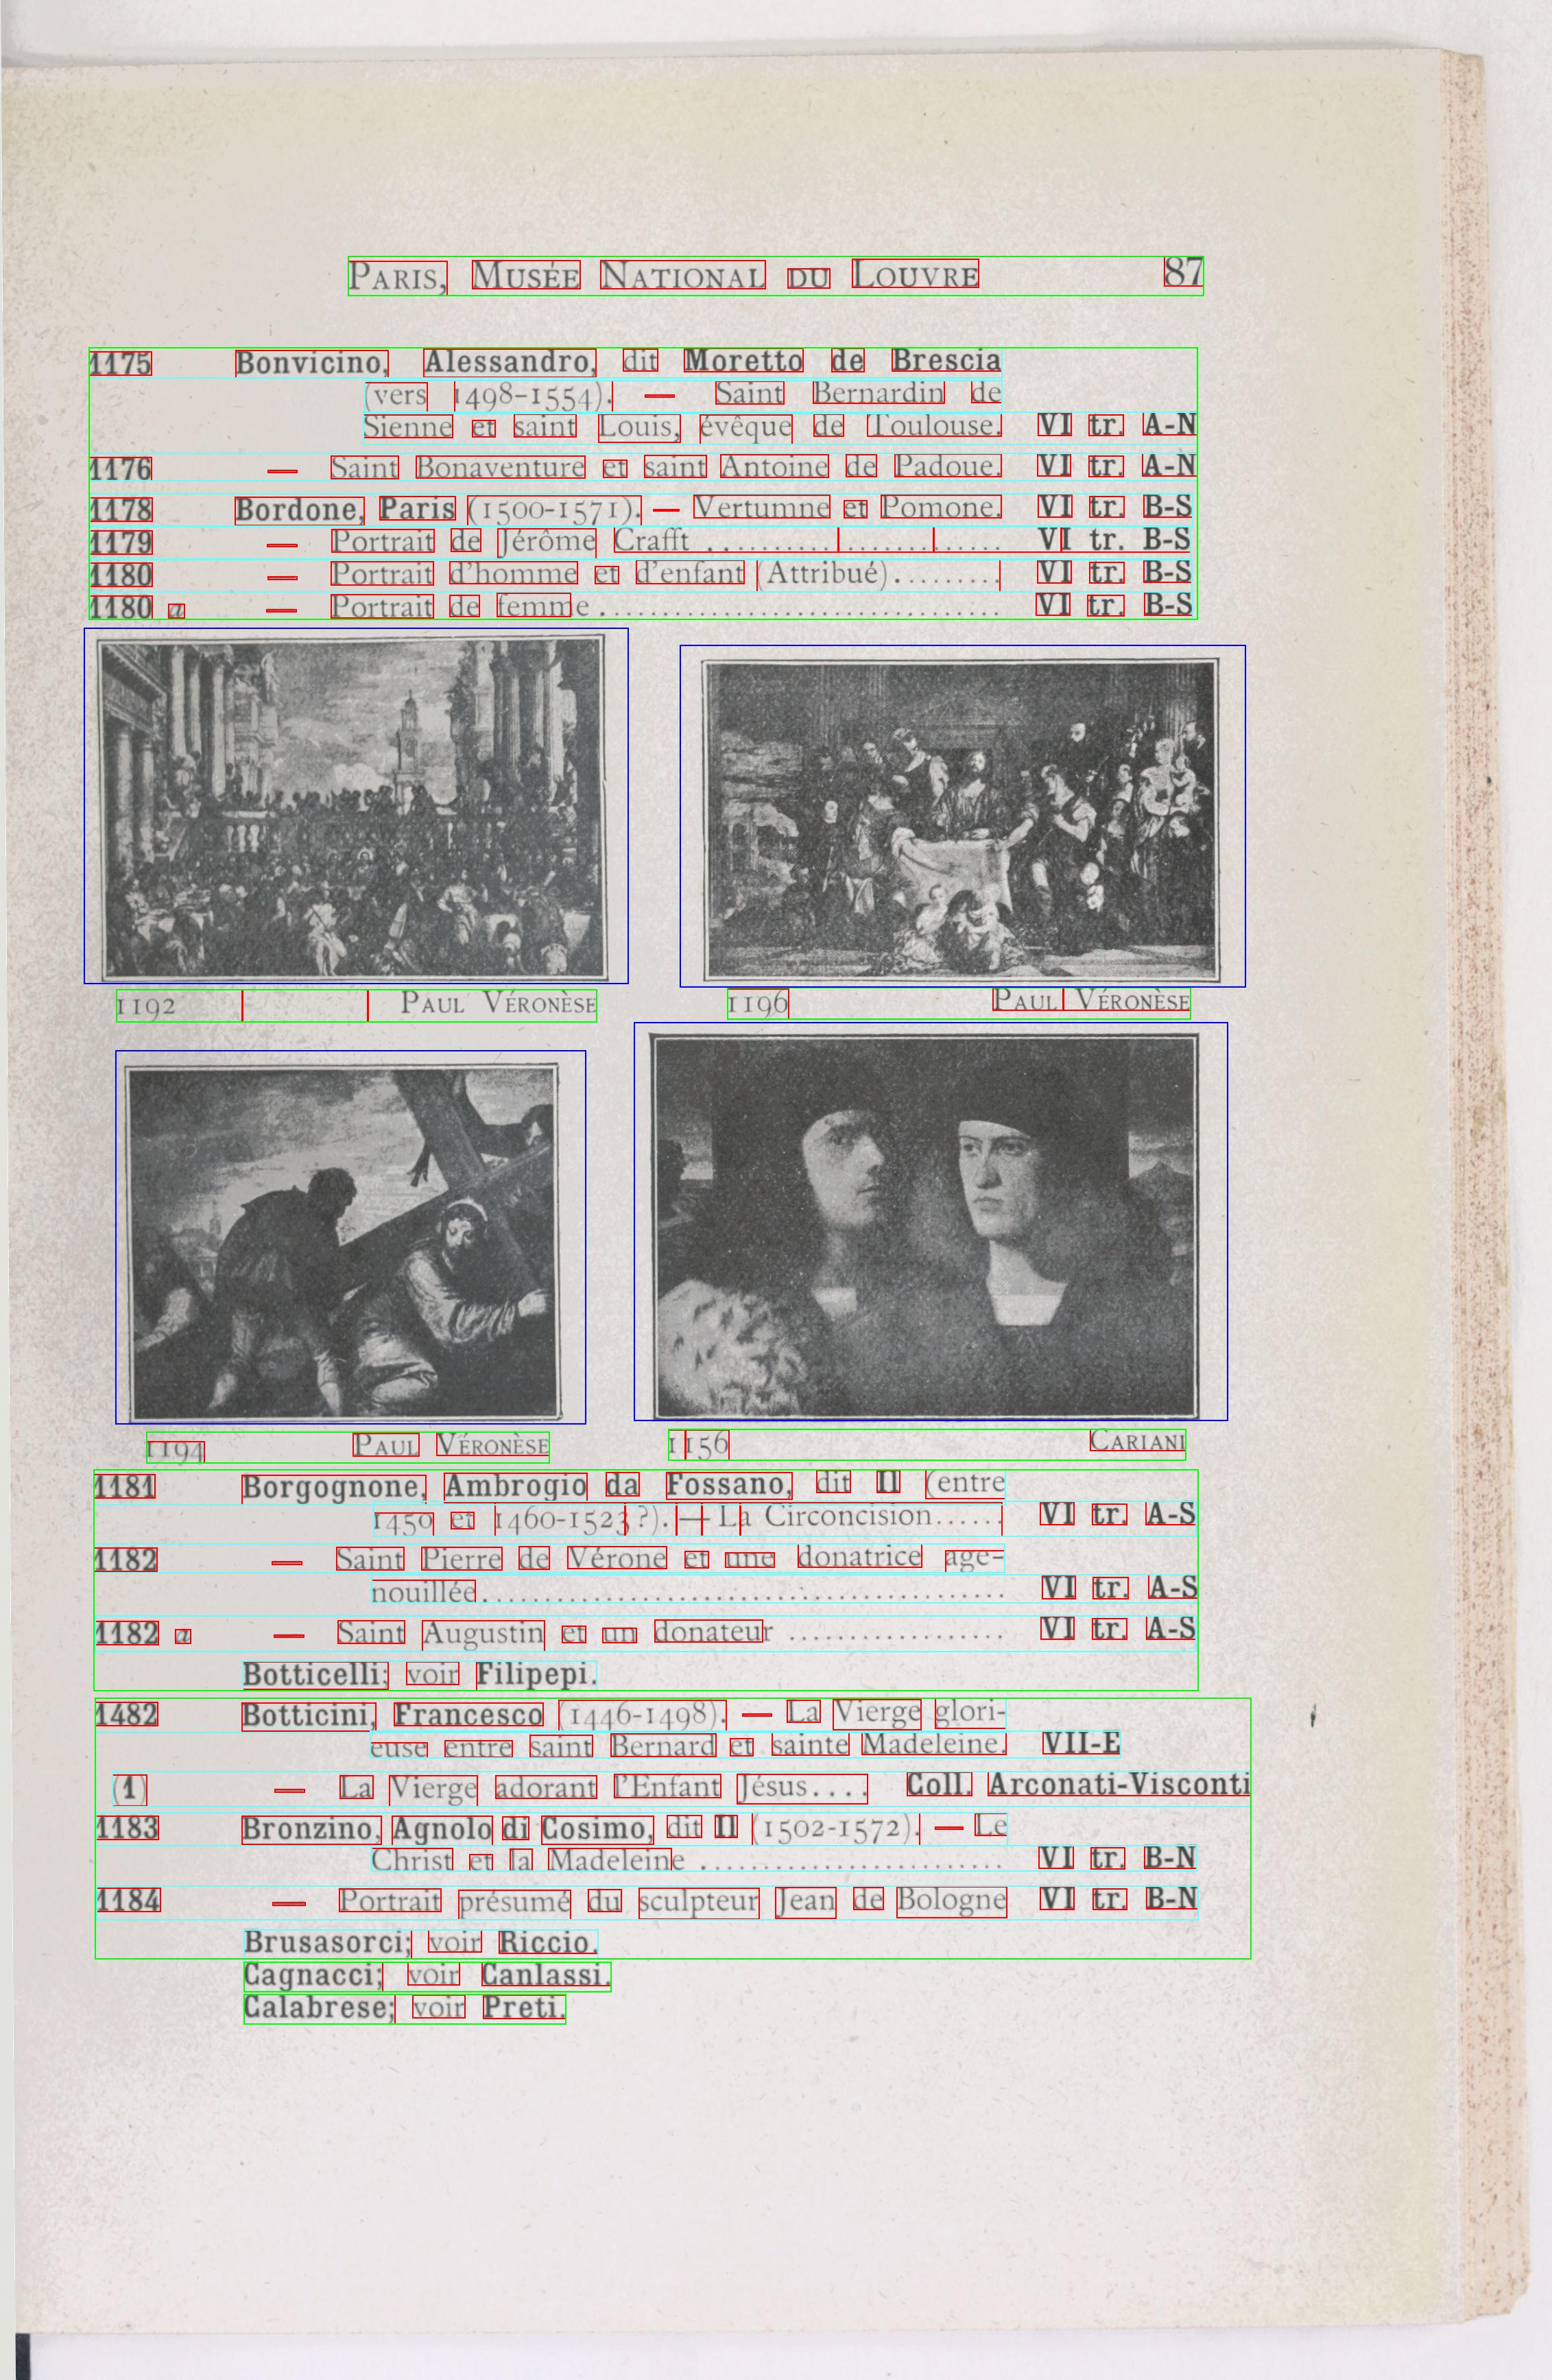 PARIS, MUSÉE NATIONAL DU LOUVRE 87
1175 Bonvicino, Alessandro, dit Moretto de Brescia
(vers 1498-1554). — Saint Bernardin de
Sienne et saint Louis, évêque de Toulouse. VI tr. A-N
1176 — Saint Bonaventure et saint Antoine de Padoue. VI tr. A-N
1178 Bordone, Paris (1500-1571). — Vertumne et Pomone. VI tr. B-S
1179 — Portrait de Jérôme Crafft ........................ VI tr. B-S
1180 — Portrait d'homme et d'enfant (Attribué)......... VI tr. B-S
1180 a — Portrait de femme ................................. VI tr. B-S
1192 PAUL VÉRONÈSE
1196 PAUL VÉRONÈSE
1194 PAUL VÉRONÈSE
1156 CARIANI
1181 Borgognone, Ambrogio da Fossano, dit Il (entre
1450 et 1460-1523 ?). — La Circoncision...... VI tr. A-S
1182 — Saint Pierre de Vérone et une donatrice age-
nouillée.......................................... VI tr. A-S
1182 a — Saint Augustin et un donateur .................. VI tr. A-S
Botticelli; voir Filipepi.
1482 Botticini, Francesco (1446-1498). — La Vierge glori-
euse entre saint Bernard et sainte Madeleine. VII-E
(1) — La Vierge adorant l'Enfant Jésus.... Coll. Arconati-Visconti
1183 Bronzino, Agnolo di Cosimo, dit Il (1502-1572). — Le
Christ et la Madeleine ......................... VI tr. B-N
1184 — Portrait présumé du sculpteur Jean de Bologne VI tr. B-N
Brusasorci; voir Riccio.
Cagnacci; voir Canlassi.
Calabrese; voir Preti.